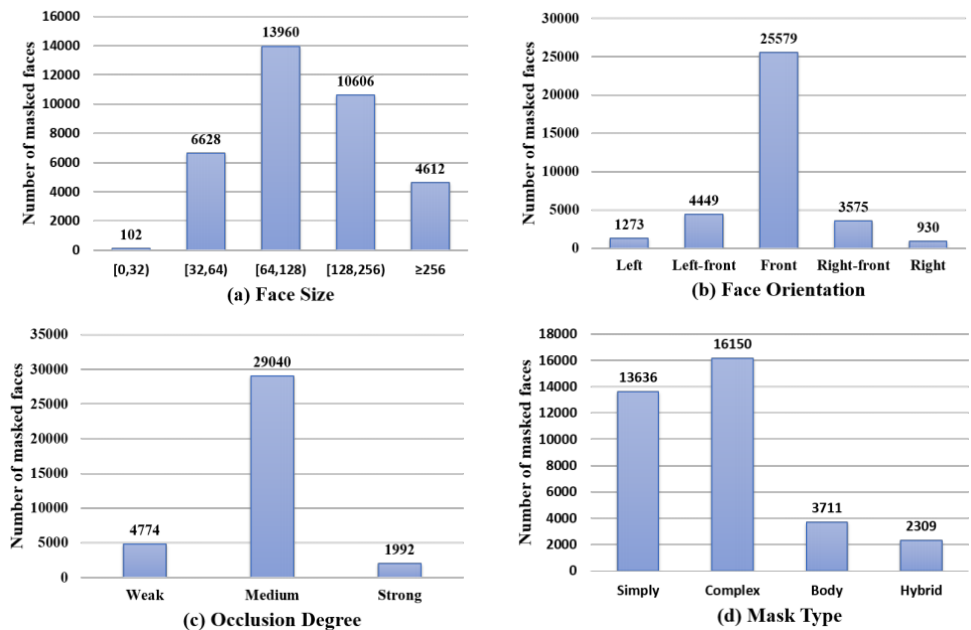 Number of masked faces
16000
14000
12000
10000
8000
6000
4000
2000
0
102
6628
13960
10606
4612
[0,32)
[32,64)
[64,128)
[128,256)
≥256
(a) Face Size
Number of masked faces
30000
25000
20000
15000
10000
5000
0
1273
4449
25579
3575
930
Left
Left-front
Front
Right-front
Right
(b) Face Orientation
Number of masked faces
35000
30000
25000
20000
15000
10000
5000
0
4774
29040
1992
Weak
Medium
Strong
(c) Occlusion Degree
Number of masked faces
18000
16000
14000
12000
10000
8000
6000
4000
2000
0
13636
16150
3711
2309
Simply
Complex
Body
Hybrid
(d) Mask Type